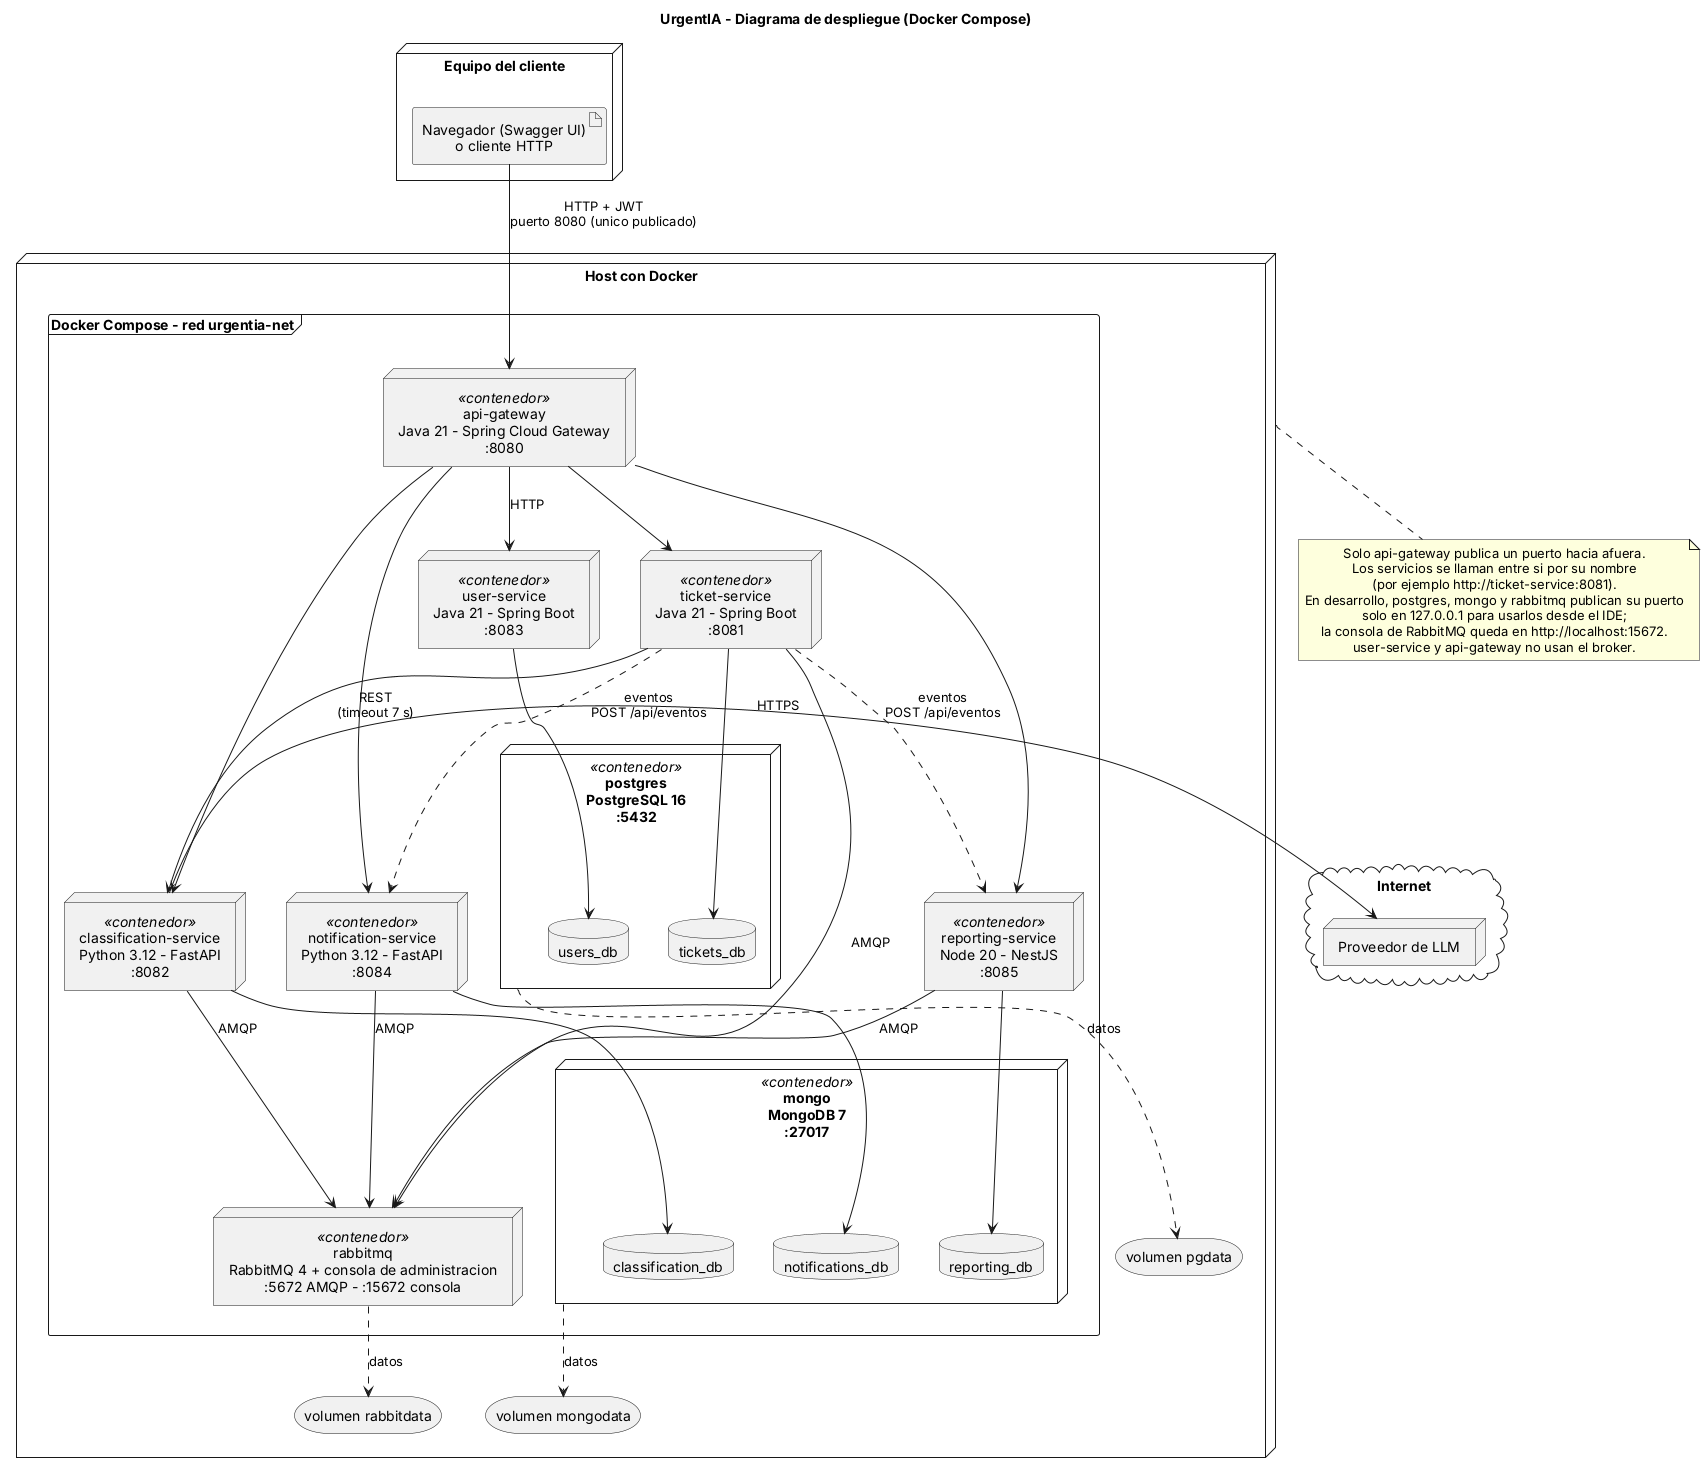 UrgentIA - Diagrama de despliegue (Docker Compose)
Equipo del cliente
Navegador (Swagger UI)
o cliente HTTP
HTTP + JWT
puerto 8080 (unico publicado)
Host con Docker
Docker Compose - red urgentia-net
«contenedor»
api-gateway
Java 21 - Spring Cloud Gateway
:8080
HTTP
«contenedor»
user-service
Java 21 - Spring Boot
:8083
«contenedor»
ticket-service
Java 21 - Spring Boot
:8081
Solo api-gateway publica un puerto hacia afuera.
Los servicios se llaman entre si por su nombre
(por ejemplo http://ticket-service:8081).
En desarrollo, postgres, mongo y rabbitmq publican su puerto
solo en 127.0.0.1 para usarlos desde el IDE;
la consola de RabbitMQ queda en http://localhost:15672.
user-service y api-gateway no usan el broker.
REST
(timeout 7 s)
eventos
POST /api/eventos
HTTPS
eventos
POST /api/eventos
«contenedor»
postgres
PostgreSQL 16
:5432
users_db
tickets_db
Internet
Proveedor de LLM
«contenedor»
classification-service
Python 3.12 - FastAPI
:8082
«contenedor»
notification-service
Python 3.12 - FastAPI
:8084
AMQP
«contenedor»
reporting-service
Node 20 - NestJS
:8085
AMQP
AMQP
AMQP
datos
«contenedor»
mongo
MongoDB 7
:27017
classification_db
notifications_db
reporting_db
«contenedor»
rabbitmq
RabbitMQ 4 + consola de administracion
:5672 AMQP - :15672 consola
volumen pgdata
datos
datos
volumen rabbitdata
volumen mongodata